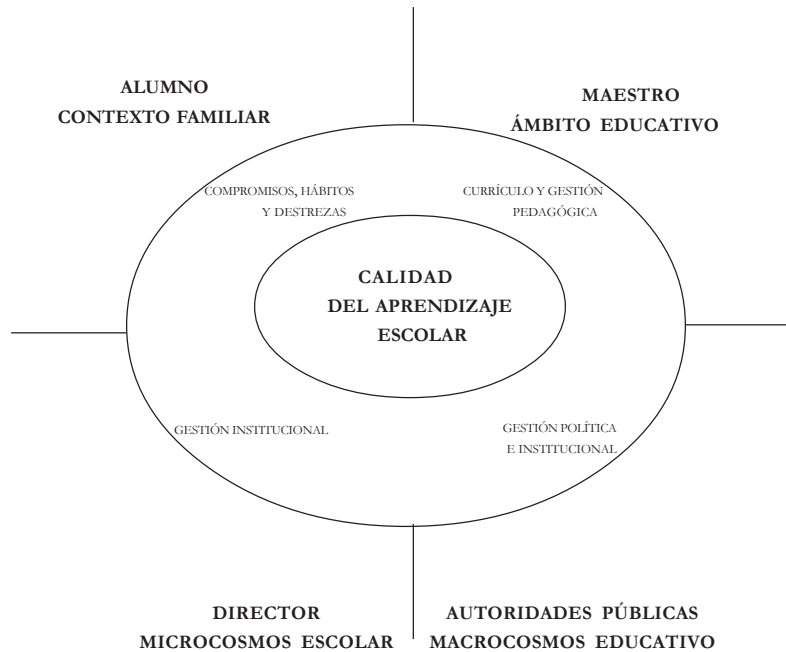 ALUMNO
CONTEXTO FAMILIAR
MAESTRO
ÁMBITO EDUCATIVO
COMPROMISOS, HÁBITOS
Y DESTREZAS
CURRÍCULO Y GESTIÓN
PEDAGÓGICA
CALIDAD
DEL APRENDIZAJE
ESCOLAR
GESTIÓN INSTITUCIONAL
GESTIÓN POLÍTICA
E INSTITUCIONAL
DIRECTOR
MICROCOSMOS ESCOLAR
AUTORIDADES PÚBLICAS
MACROCOSMOS EDUCATIVO